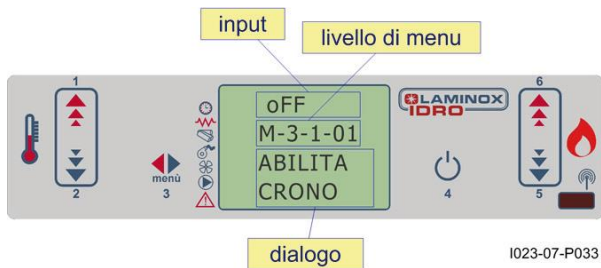 input
livello di menu
1
6
oFF
M-3-1-01
ABILITA
CRONO
LAMINOX
IDRO
menù
2
3
4
5
dialogo
I023-07-P033